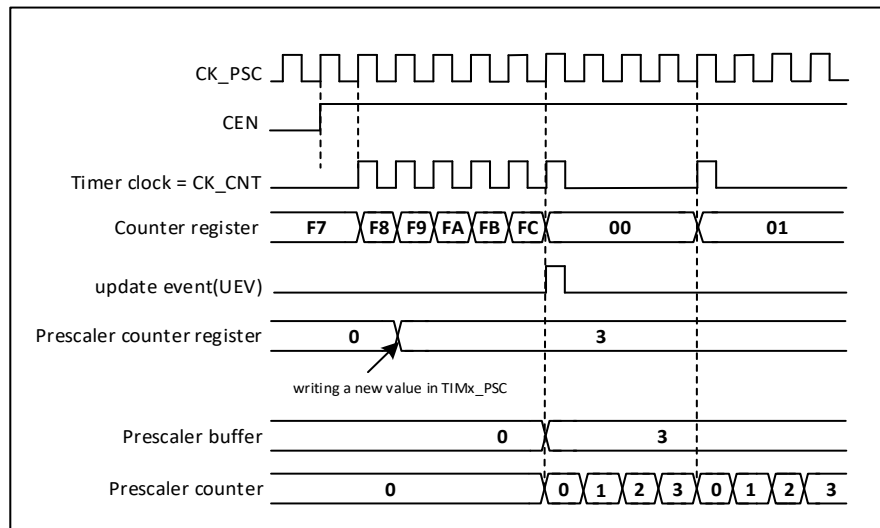 CK_PSC
CEN
Timer clock = CK_CNT
Counter register F7 F8 F9 FA FB FC 00 01
update event(UEV)
Prescaler counter register 0 3
writing a new value in TIMx_PSC
Prescaler buffer 0 3
Prescaler counter 0 0 1 2 3 0 1 2 3